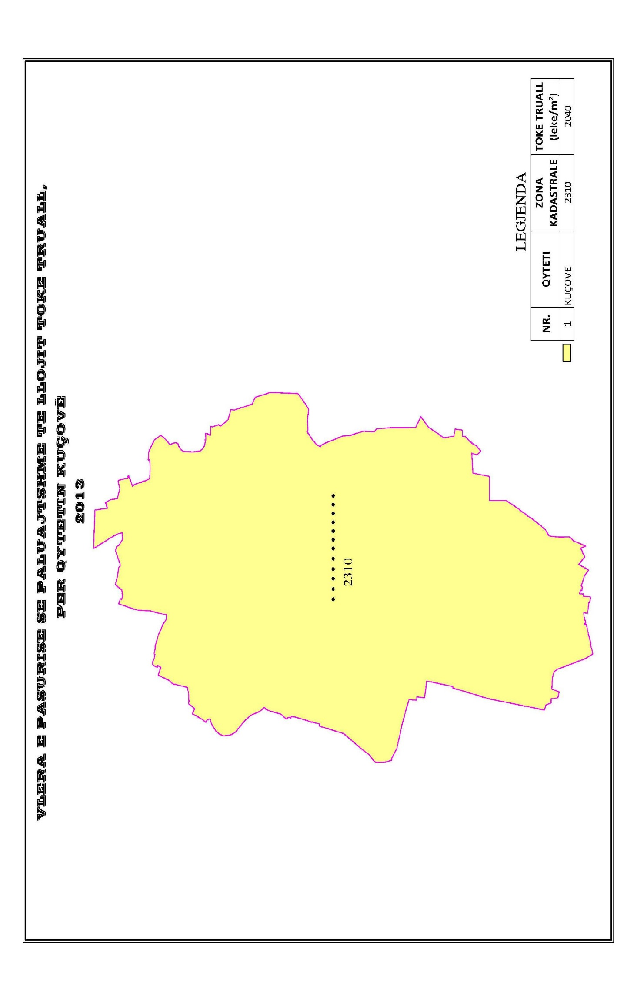 VLERA E PASURISE SE PALUAJTSHME TE LLOJIT TOKE TRUALL,
PER QYTETIN KUÇOVË
2013
2310
LEGJENDA
NR. QYTETI ZONA KADASTRALE TOKE TRUALL (leke/m²)
1 KUÇOVE 2310 2040